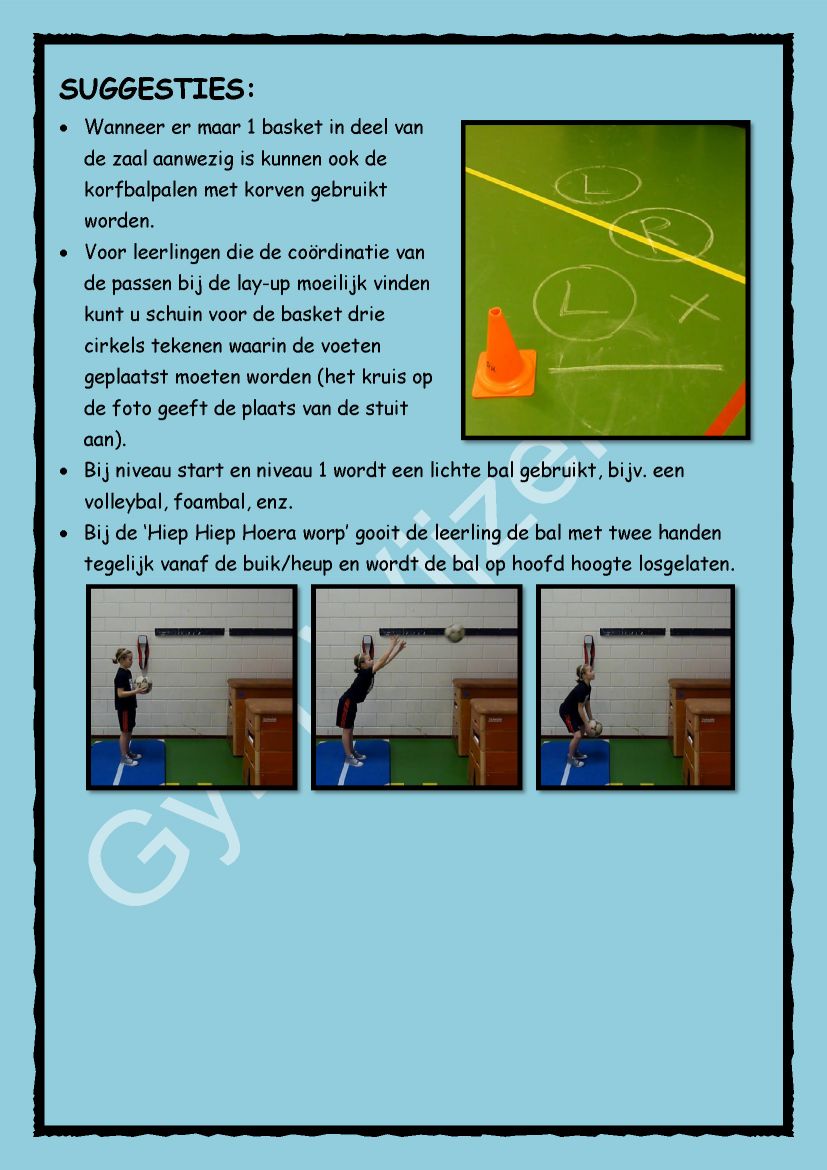 SUGGESTIES:
• Wanneer er maar 1 basket in deel van
de zaal aanwezig is kunnen ook de
korfbalpalen met korven gebruikt
worden.
• Voor leerlingen die de coördinatie van
de passen bij de lay-up moeilijk vinden
kunt u schuin voor de basket drie
cirkels tekenen waarin de voeten
geplaatst moeten worden (het kruis op
de foto geeft de plaats van de stuit
aan).
L
R
L
X
• Bij niveau start en niveau 1 wordt een lichte bal gebruikt, bijv. een
volleybal, foambal, enz.
• Bij de ‘Hiep Hiep Hoera worp’ gooit de leerling de bal met twee handen
tegelijk vanaf de buik/heup en wordt de bal op hoofd hoogte losgelaten.